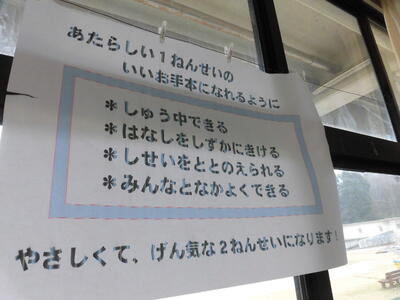 あたらしい1ねんせいの
いいお手本になれるように
＊しゅう中できる
＊はなしをしずかにきける
＊しせいをととのえられる
＊みんなとなかよくできる
やさしくて、げん気な2ねんせいになります!